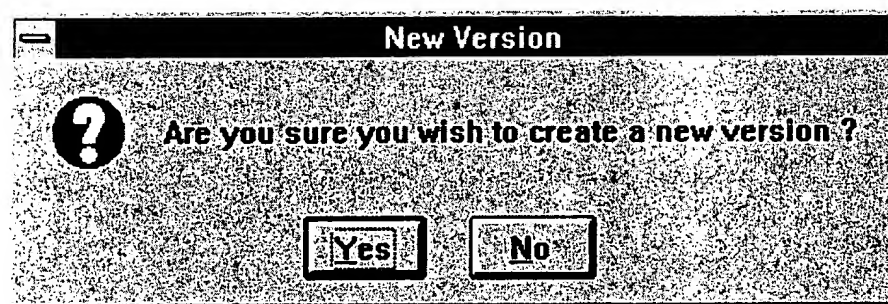 New Version
?
Are you sure you wish to create a new version ?
Yes No